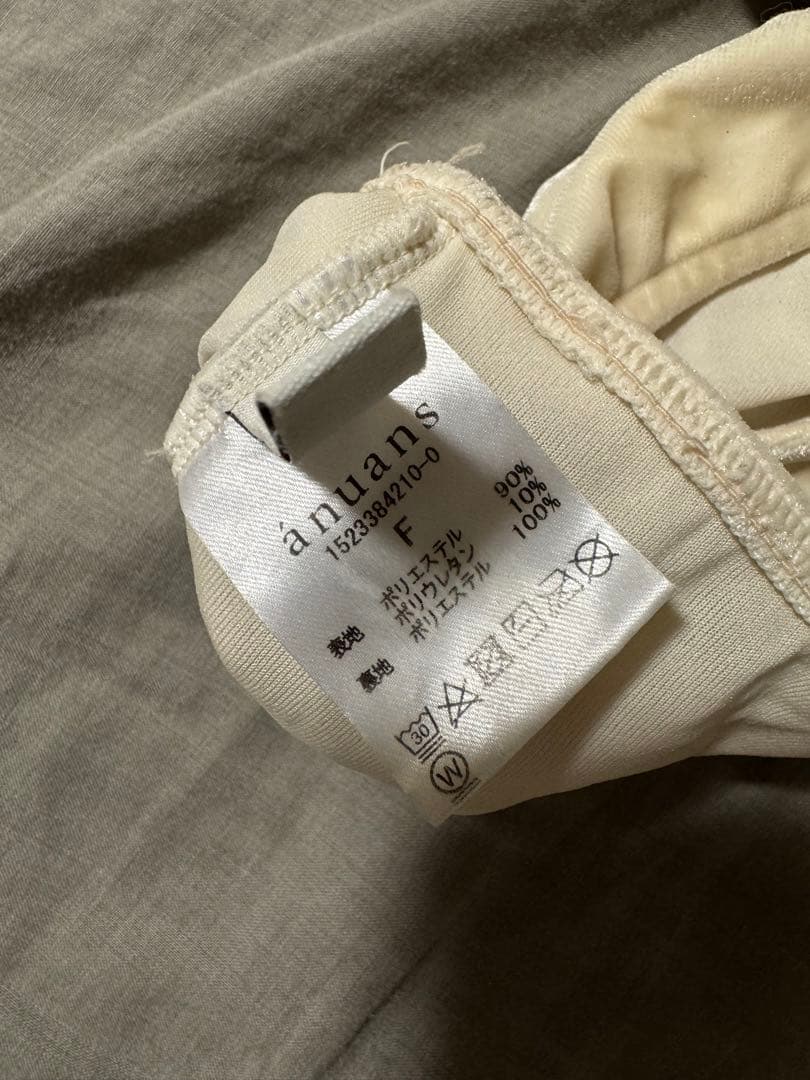 ánuans
1523384210-0
F
表地 ポリエステル 90%
ポリウレタン 10%
裏地 ポリエステル 100%
30
W